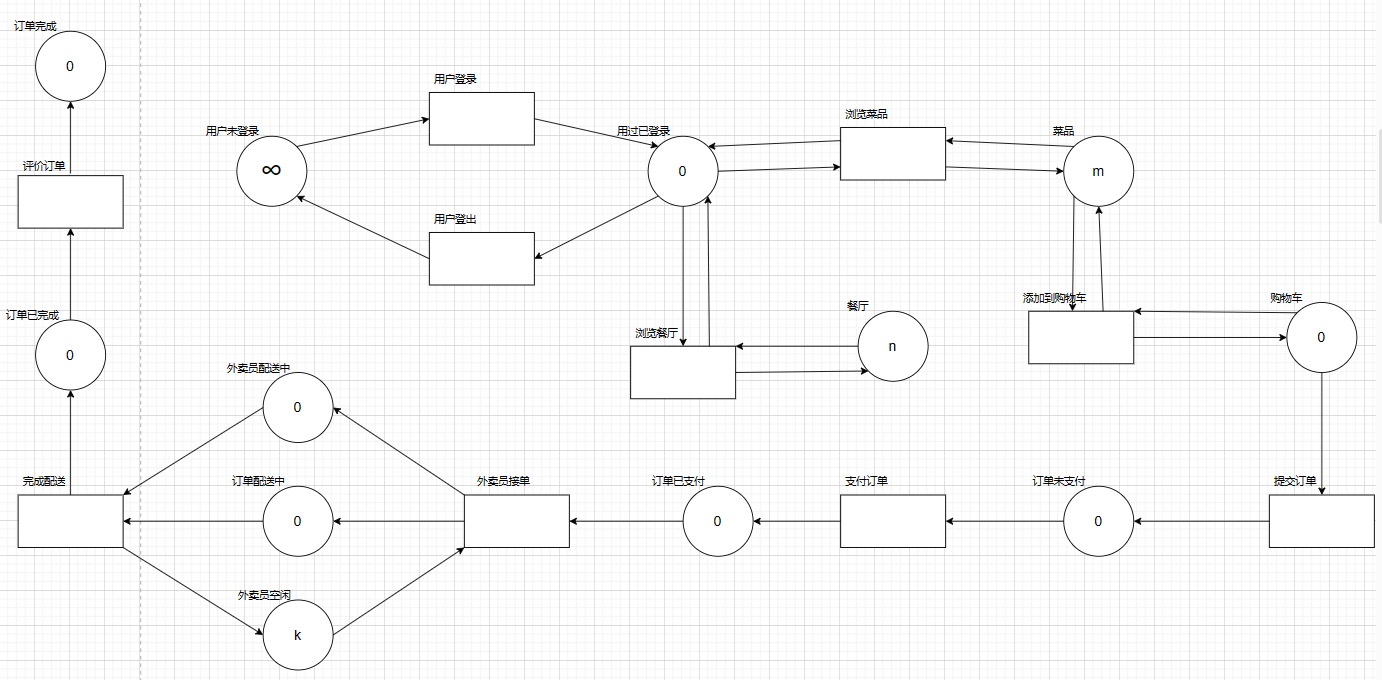 订单完成
0
评价订单
订单已完成
0
完成配送
用户未登录
∞
用户登录
用户登出
用过已登录
0
浏览菜品
菜品
m
浏览餐厅
餐厅
n
添加到购物车
购物车
0
外卖员配送中
0
订单配送中
0
外卖员空闲
k
外卖员接单
订单已支付
0
支付订单
订单未支付
0
提交订单